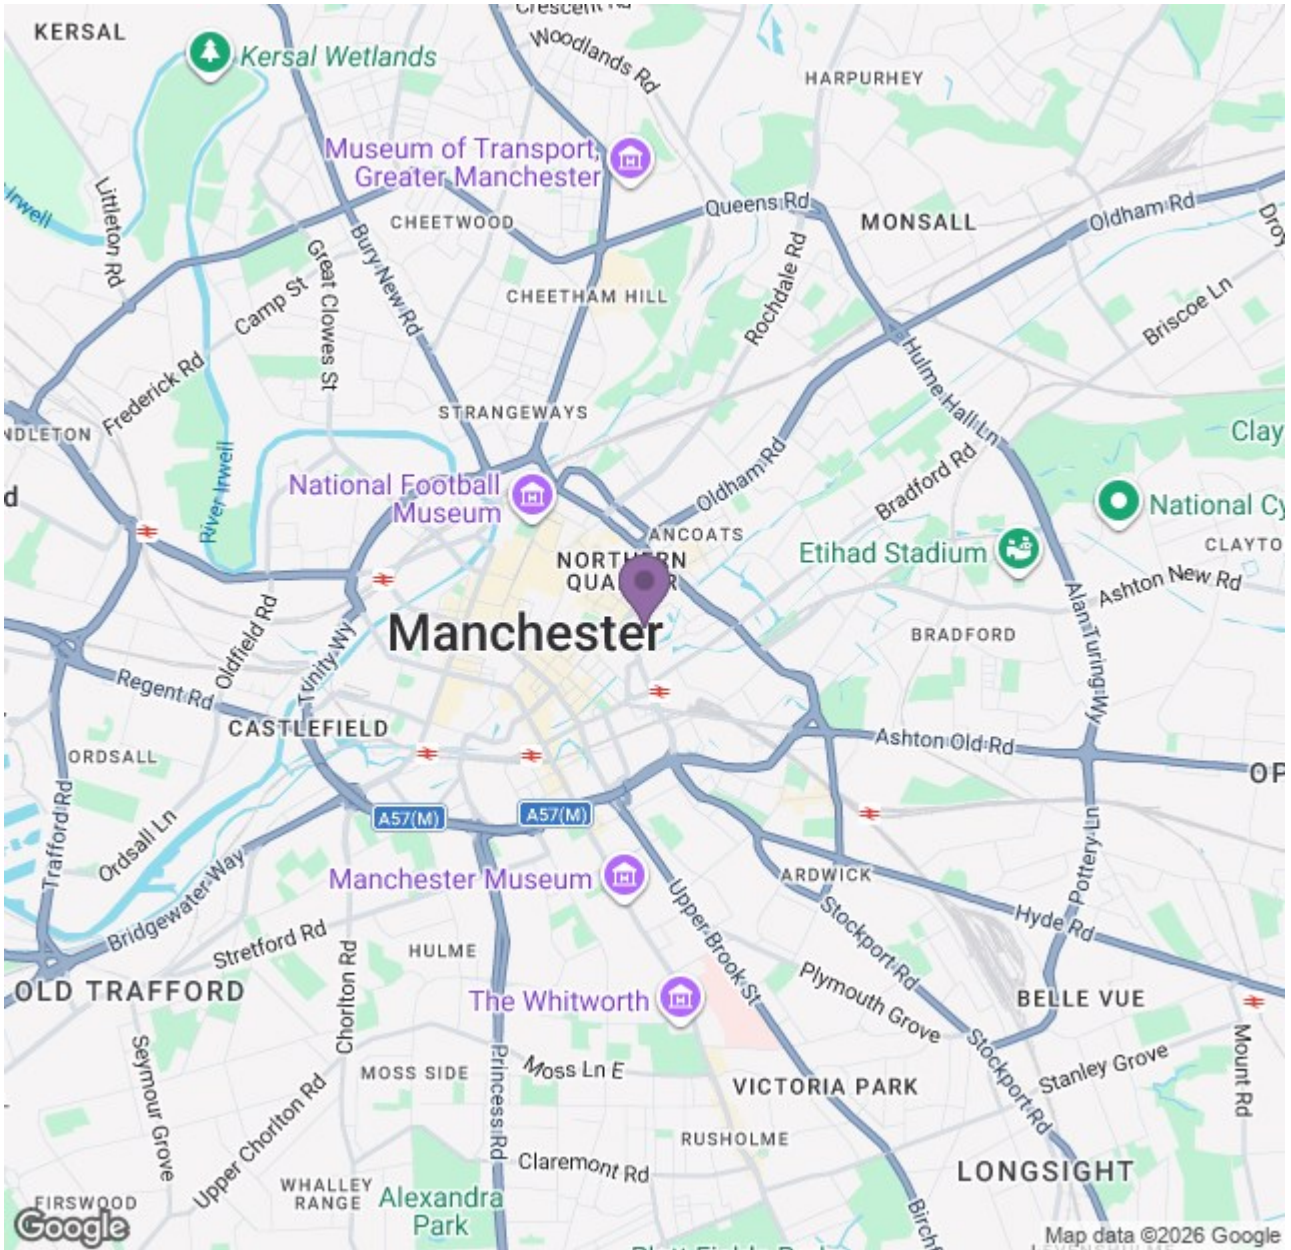 Crescent Rd
KERSAL
Woodlands Rd
Kersal Wetlands
HARPURHEY
Museum of Transport,
Greater Manchester
Irwell
Littleton Rd
CHEETWOOD
Queens Rd
MONSALL
Oldham Rd
Bury New Rd
Great Clowes St
Camp St
CHEETHAM HILL
Rochdale Rd
Briscoe Ln
Frederick Rd
Hulme Hall Ln
STRANGEWAYS
NDLETON
Clay
River Irwell
National Football
Museum
Oldham Rd
Bradford Rd
d
National Cy
ANCOATS
NORTHERN
QUA R
Etihad Stadium
CLAYTO
Ashton New Rd
Oldfield Rd
Trinity Wy
Manchester
BRADFORD
Alan Turing Wy
Regent Rd
CASTLEFIELD
Ashton Old Rd
ORDSALL
OP
Trafford Rd
Ordsall Ln
A57(M)
A57(M)
Pottery Ln
Bridgewater Way
Manchester Museum
ARDWICK
Upper Brook St
Stockport Rd
Hyde Rd
Stretford Rd
HULME
Chorlton Rd
Plymouth Grove
OLD TRAFFORD
The Whitworth
BELLE VUE
Seymour Grove
Princess Rd
Stockport Rd
Stanley Grove
Mount Rd
MOSS SIDE
Moss Ln E
VICTORIA PARK
Upper Chorlton Rd
RUSHOLME
Claremont Rd
LONGSIGHT
WHALLEY
RANGE
Alexandra
Park
FIRSWOOD
Birchf
Google
Map data ©2026 Google